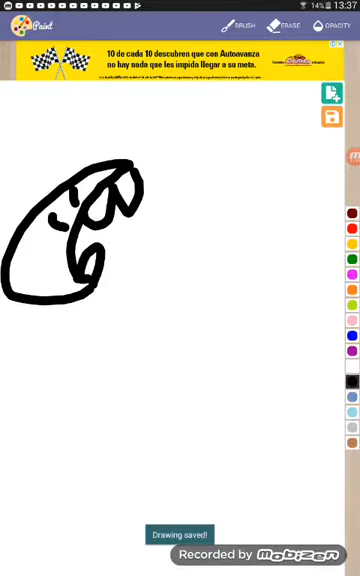 14% 13:37
Paint BRUSH ERASE OPACITY
10 de cada 10 descubren que con Autoavanza
no hay nada que les impida llegar a su meta.
Drawing saved!
Recorded by mobizen